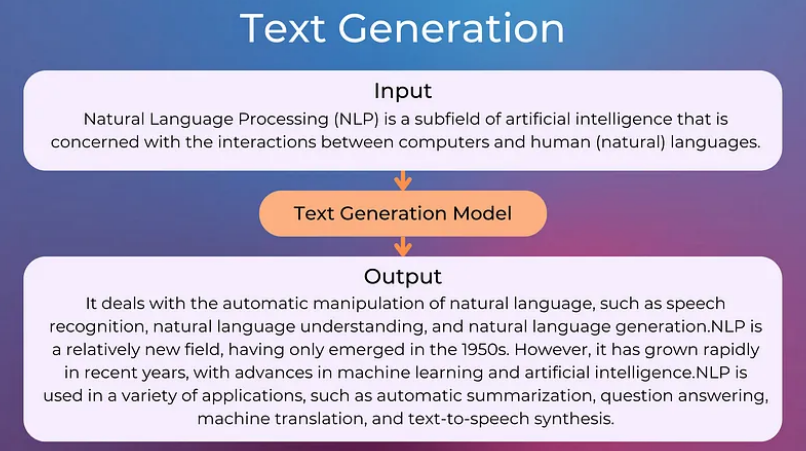 Text Generation
Input
Natural Language Processing (NLP) is a subfield of artificial intelligence that is
concerned with the interactions between computers and human (natural) languages.
Text Generation Model
Output
It deals with the automatic manipulation of natural language, such as speech
recognition, natural language understanding, and natural language generation.NLP is
a relatively new field, having only emerged in the 1950s. However, it has grown rapidly
in recent years, with advances in machine learning and artificial intelligence.NLP is
used in a variety of applications, such as automatic summarization, question answering,
machine translation, and text-to-speech synthesis.